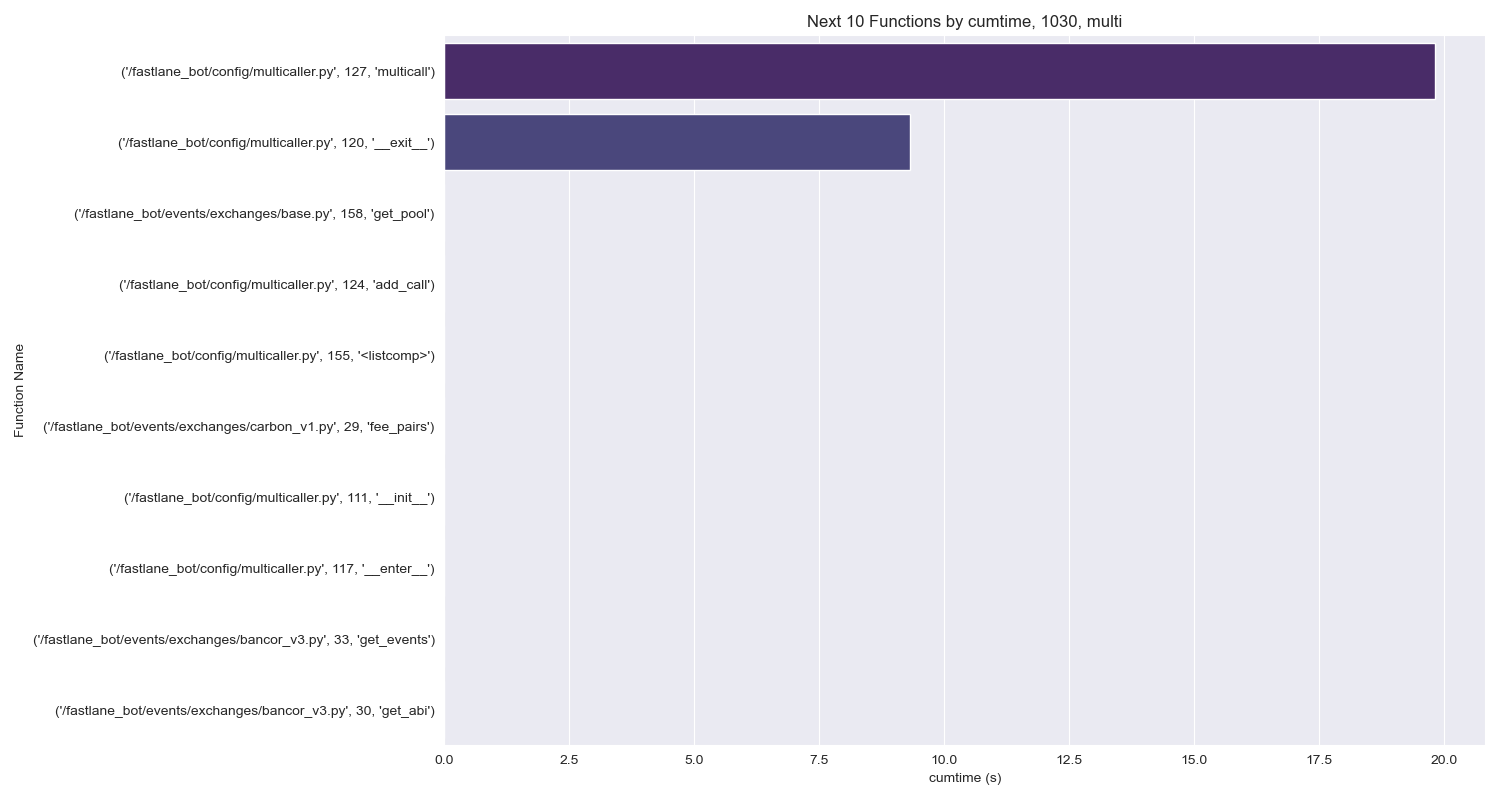 Next 10 Functions by cumtime, 1030, multi
('/fastlane_bot/config/multicaller.py', 127, 'multicall')
('/fastlane_bot/config/multicaller.py', 120, '__exit__')
('/fastlane_bot/events/exchanges/base.py', 158, 'get_pool')
('/fastlane_bot/config/multicaller.py', 124, 'add_call')
('/fastlane_bot/config/multicaller.py', 155, '<listcomp>')
('/fastlane_bot/events/exchanges/carbon_v1.py', 29, 'fee_pairs')
('/fastlane_bot/config/multicaller.py', 111, '__init__')
('/fastlane_bot/config/multicaller.py', 117, '__enter__')
('/fastlane_bot/events/exchanges/bancor_v3.py', 33, 'get_events')
('/fastlane_bot/events/exchanges/bancor_v3.py', 30, 'get_abi')
Function Name
0.0 2.5 5.0 7.5 10.0 12.5 15.0 17.5 20.0
cumtime (s)